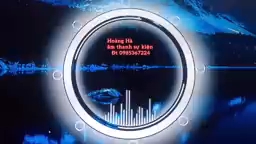 Hoàng Hà
âm thanh sự kiện
Đt 0985367224